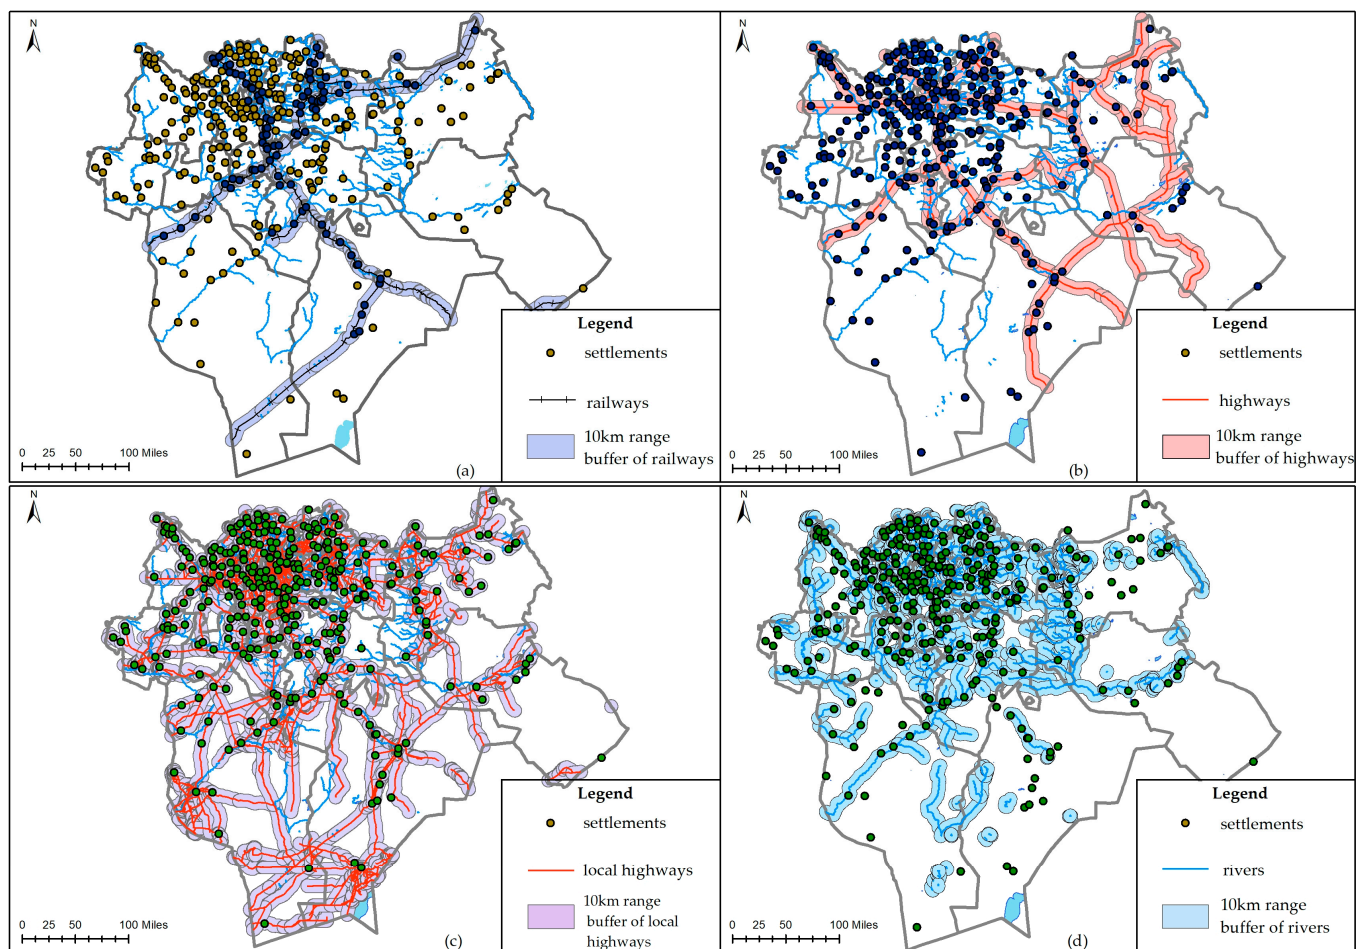 N
Legend
settlements
railways
10km range
buffer of railways
0 25 50 100 Miles
(a)
N
Legend
settlements
highways
10km range
buffer of highways
0 25 50 100 Miles
(b)
N
Legend
settlements
local highways
10km range
buffer of local
highways
0 25 50 100 Miles
(c)
N
Legend
settlements
rivers
10km range
buffer of rivers
0 25 50 100 Miles
(d)